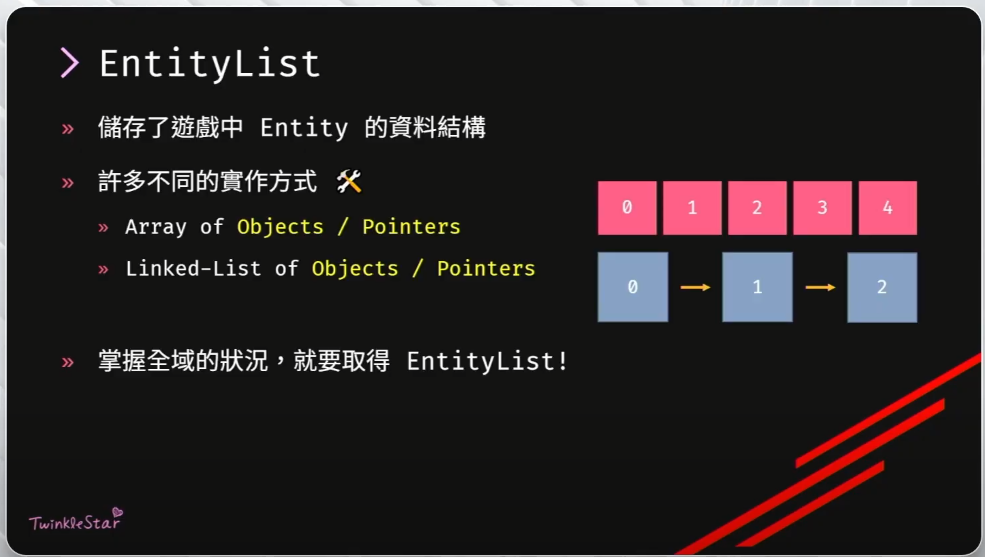 EntityList
» 儲存了遊戲中 Entity 的資料結構
» 許多不同的實作方式 🛠
» Array of Objects / Pointers
» Linked-List of Objects / Pointers
0 1 2 3 4
0 → 1 → 2
» 掌握全域的狀況，就要取得 EntityList!
TwinkleStar